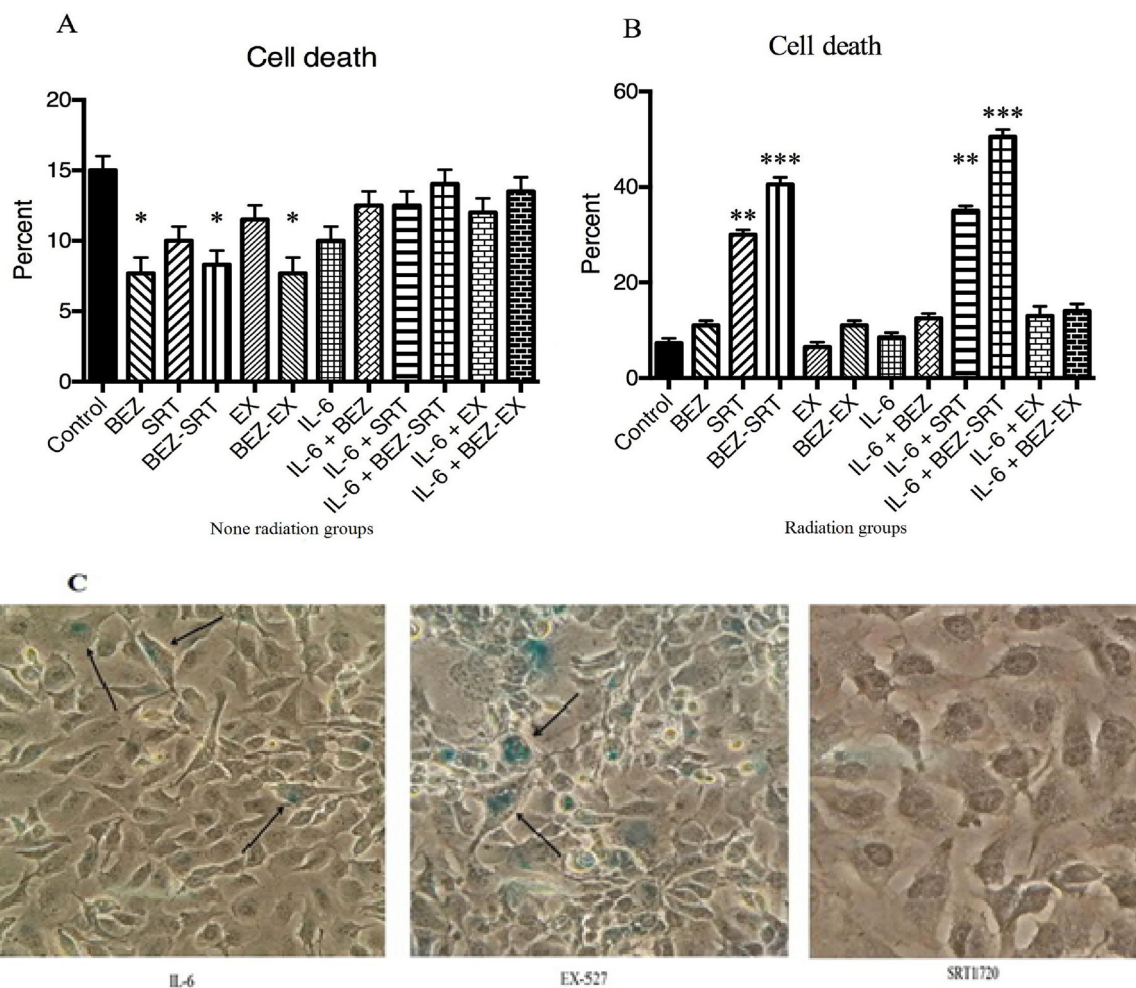 A
Cell death
Percent
20
15
10
5
0
* * *
Control
BEZ
SRT
BEZ-SRT
EX
BEZ-EX
IL-6
IL-6 + BEZ
IL-6 + SRT
IL-6 + BEZ-SRT
IL-6 + EX
IL-6 + BEZ-EX
None radiation groups
B
Cell death
Percent
60
40
20
0
** *** ** ***
Control
BEZ
SRT
BEZ-SRT
EX
BEZ-EX
IL-6
IL-6 + BEZ
IL-6 + SRT
IL-6 + BEZ-SRT
IL-6 + EX
IL-6 + BEZ-EX
Radiation groups
C
IL-6
EX-527
SRT1720